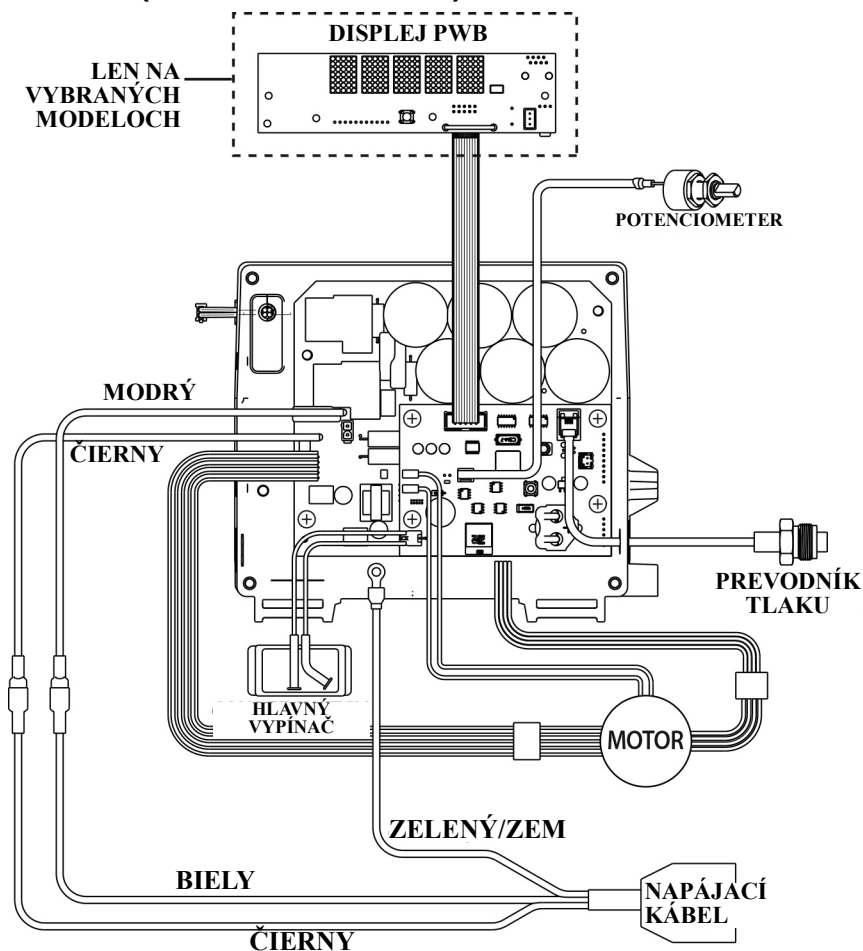 DISPLEJ PWB
LEN NA
VYBRANÝCH
MODELOCH
POTENCIOMETER
MODRÝ
ČIERNY
PREVODNÍK
TLAKU
HLAVNÝ
VYPÍNAČ
MOTOR
ZELENÝ/ZEM
BIELY
NAPÁJACÍ
KÁBEL
ČIERNY